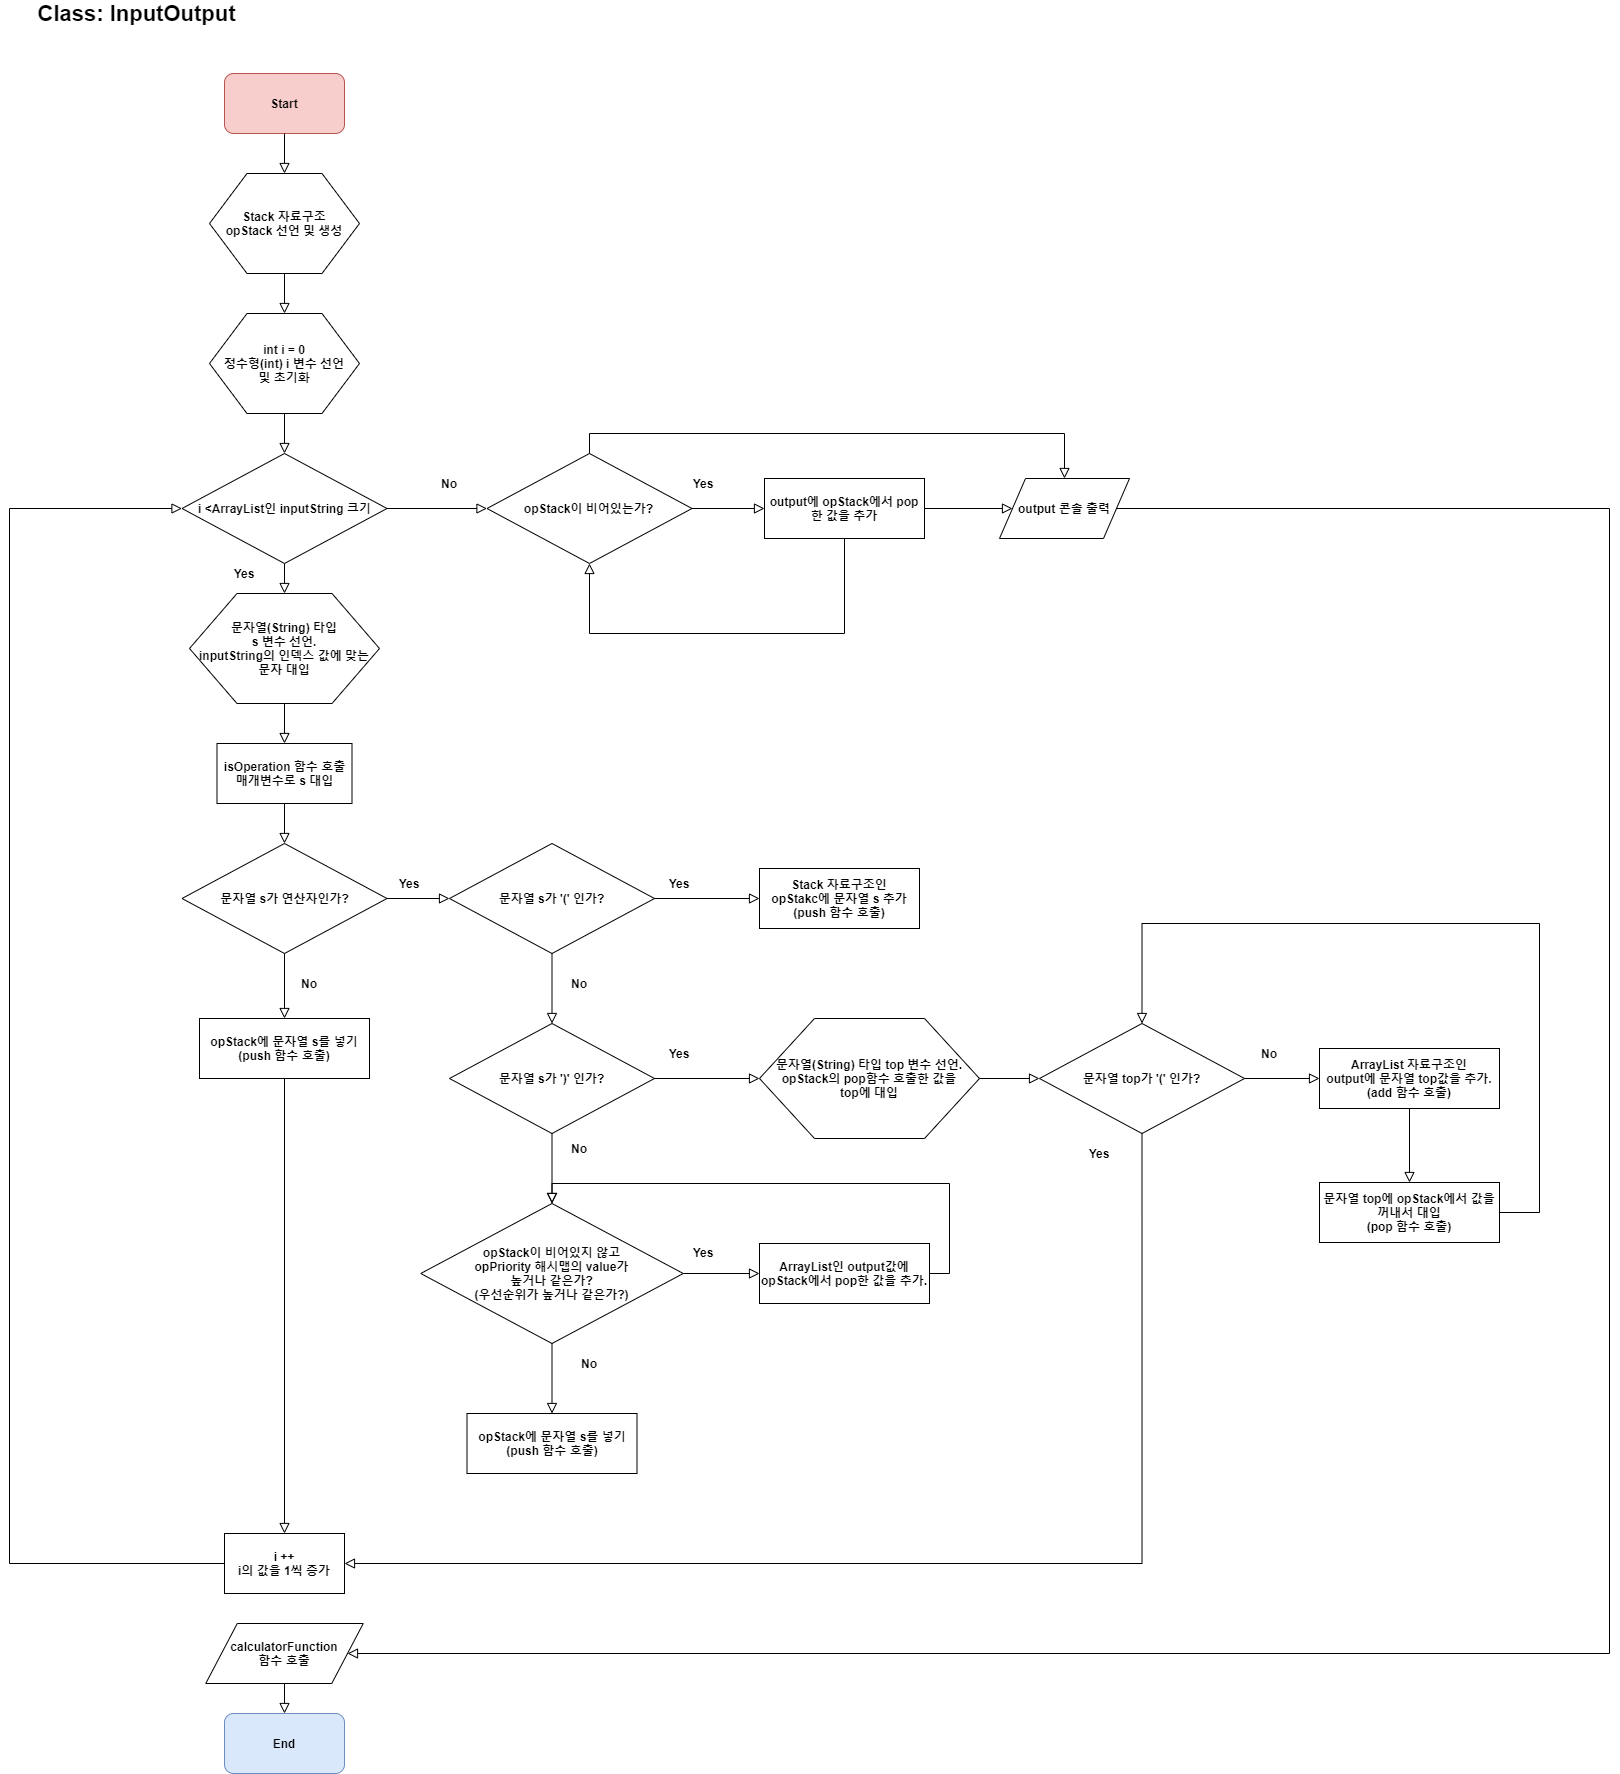 Class: InputOutput
Start
Stack 자료구조
opStack 선언 및 생성
int i = 0
정수형(int) i 변수 선언
및 초기화
i <ArrayList인 inputString 크기
No
opStack이 비어있는가?
Yes
output에 opStack에서 pop
한 값을 추가
output 콘솔 출력
Yes
문자열(String) 타입
s 변수 선언.
inputString의 인덱스 값에 맞는
문자 대입
isOperation 함수 호출
매개변수로 s 대입
문자열 s가 연산자인가?
Yes
문자열 s가 '(' 인가?
Yes
Stack 자료구조인
opStakc에 문자열 s 추가
(push 함수 호출)
No
opStack에 문자열 s를 넣기
(push 함수 호출)
No
문자열 s가 ')' 인가?
Yes
문자열(String) 타입 top 변수 선언.
opStack의 pop함수 호출한 값을
top에 대입
문자열 top가 '(' 인가?
No
ArrayList 자료구조인
output에 문자열 top값을 추가.
(add 함수 호출)
Yes
문자열 top에 opStack에서 값을
꺼내서 대입
(pop 함수 호출)
No
opStack이 비어있지 않고
opPriority 해시맵의 value가
높거나 같은가?
(우선순위가 높거나 같은가?)
Yes
ArrayList인 output값에
opStack에서 pop한 값을 추가.
No
opStack에 문자열 s를 넣기
(push 함수 호출)
i ++
i의 값을 1씩 증가
calculatorFunction
함수 호출
End